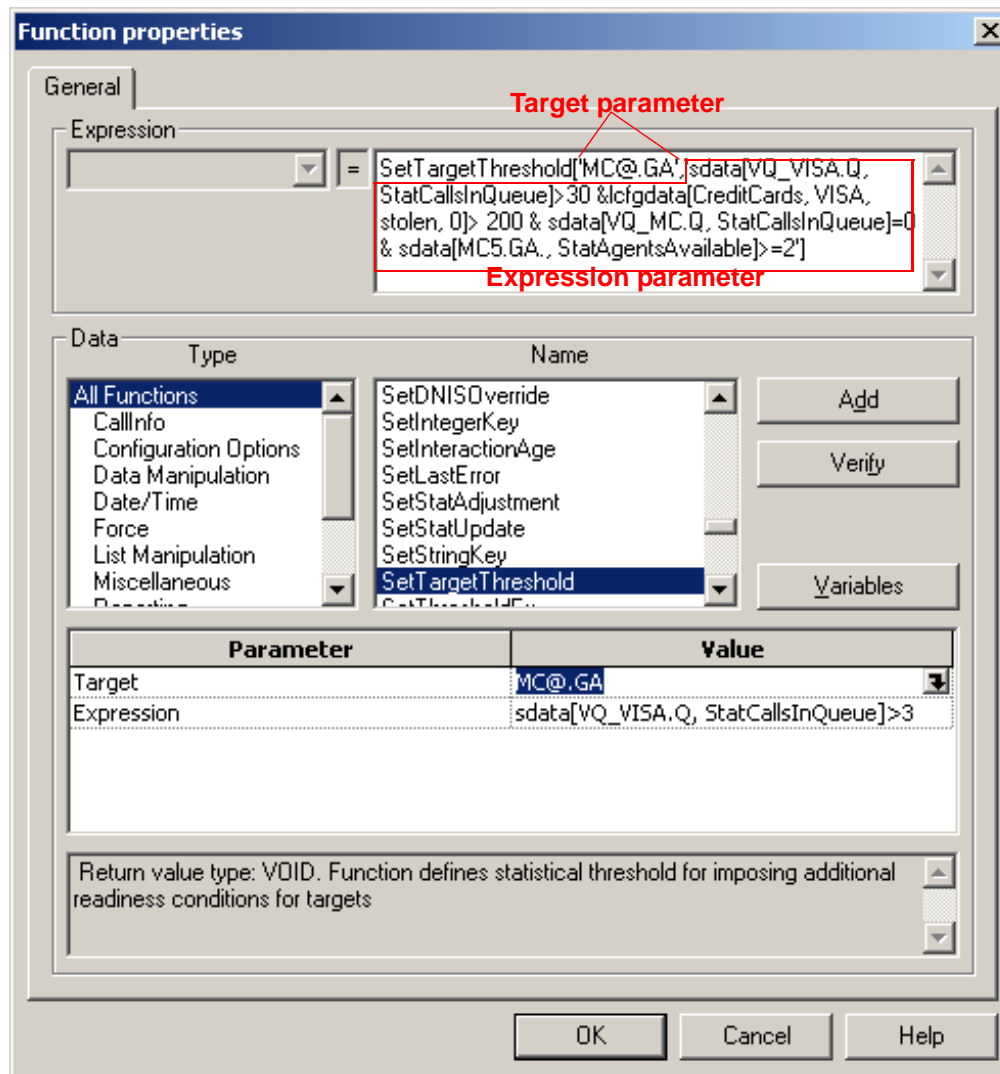 Function properties
General
Target parameter
Expression
=
SetTargetThreshold['MC@.GA','sdata[VQ_VISA.Q,
StatCallsInQueue]>30 &lcfgdata[CreditCards, VISA,
stolen, 0]> 200 & sdata[VQ_MC.Q, StatCallsInQueue]=0
& sdata[MC5.GA., StatAgentsAvailable]>=2']
Expression parameter
Data
Type
Name
All Functions
CallInfo
Configuration Options
Data Manipulation
Date/Time
Force
List Manipulation
Miscellaneous
SetDNISOverride
SetIntegerKey
SetInteractionAge
SetLastError
SetStatAdjustment
SetStatUpdate
SetStringKey
SetTargetThreshold
Add
Verify
Variables
Parameter
Value
Target
MC@.GA
Expression
sdata[VQ_VISA.Q, StatCallsInQueue]>3
Return value type: VOID. Function defines statistical threshold for imposing additional
readiness conditions for targets
OK
Cancel
Help